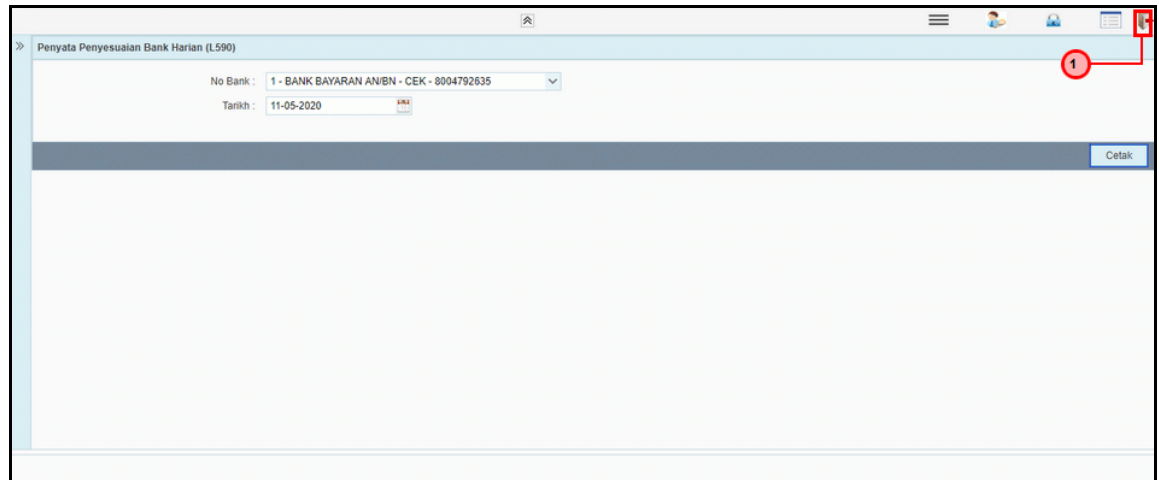 1
Penyata Penyesuaian Bank Harian (L590)
No Bank : 1 - BANK BAYARAN AN/BN - CEK - 8004792635
Tarikh : 11-05-2020
Cetak